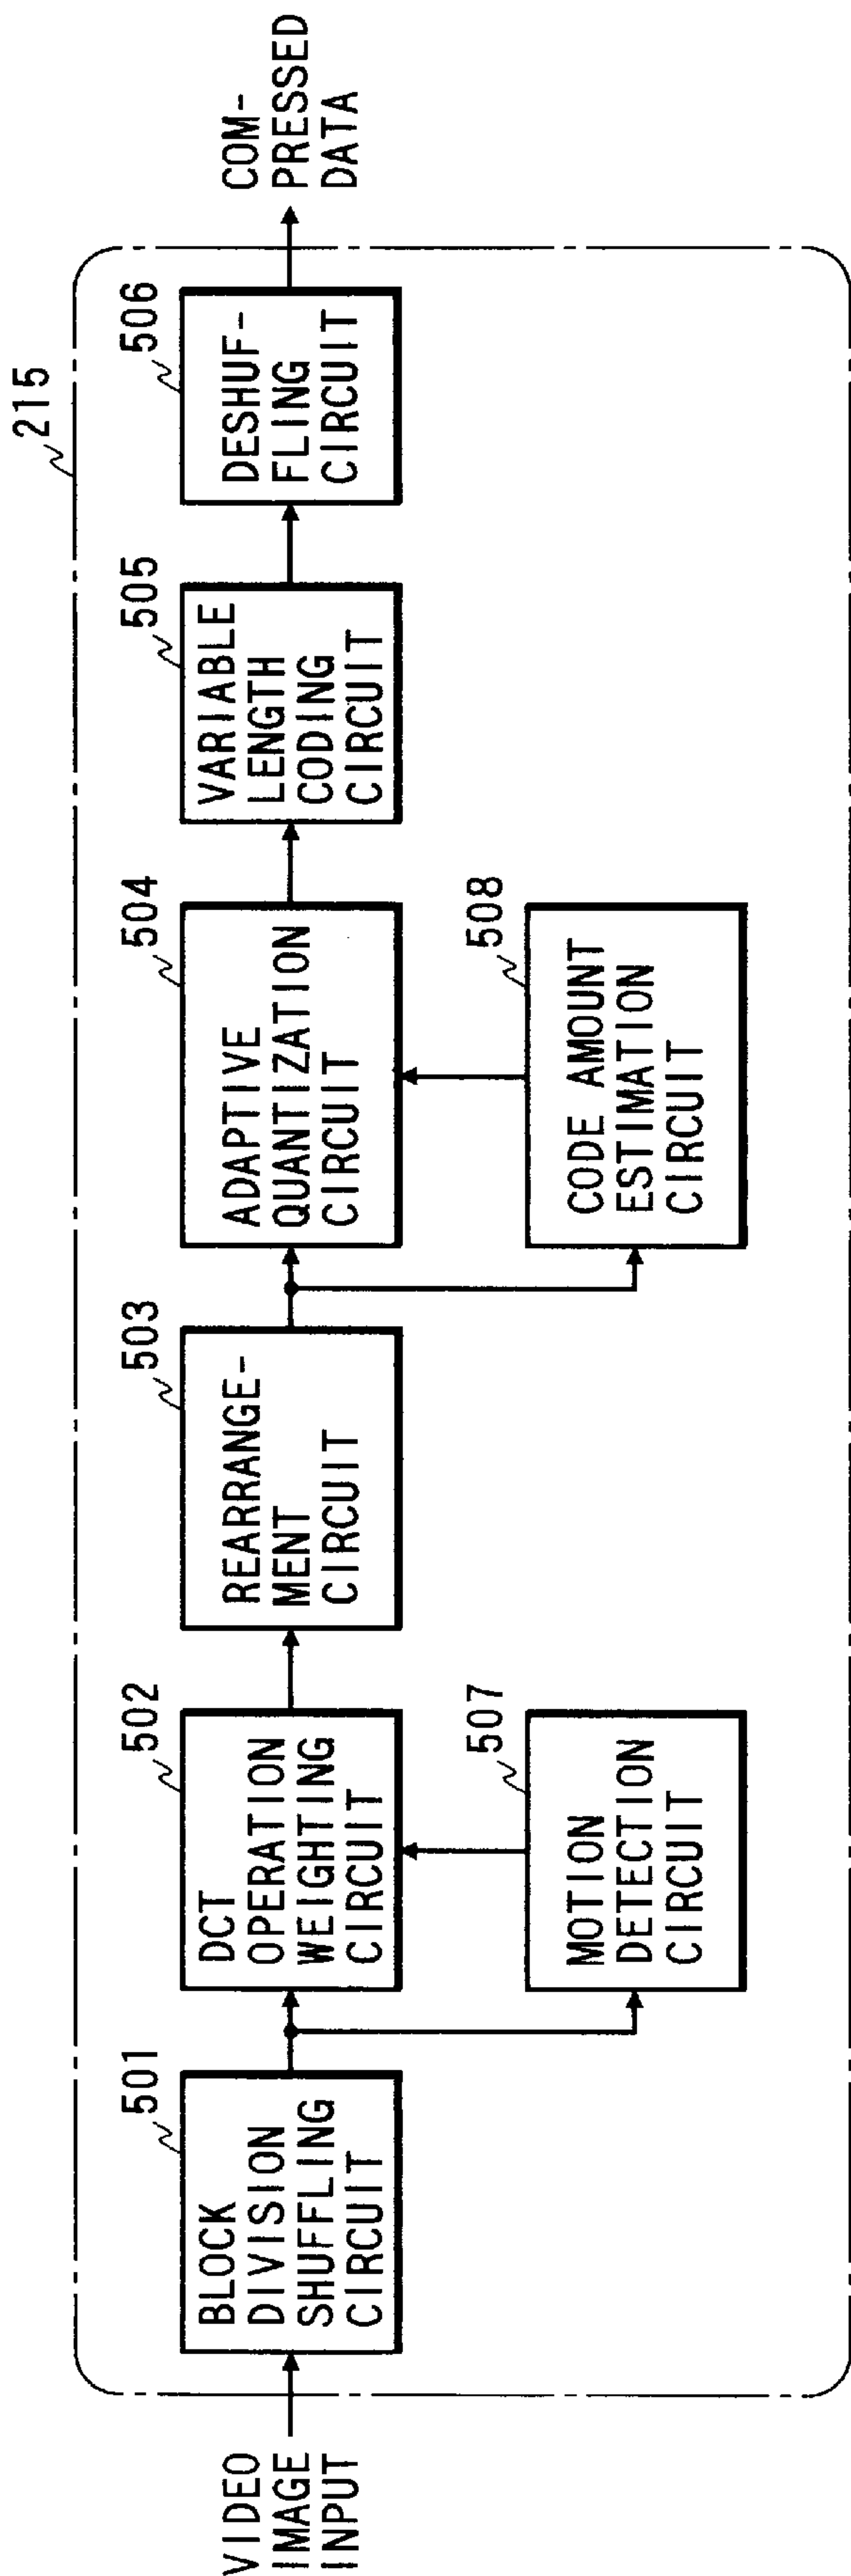 215
VIDEO
IMAGE
INPUT
501
BLOCK
DIVISION
SHUFFLING
CIRCUIT
502
DCT
OPERATION
WEIGHTING
CIRCUIT
503
REARRANGE-
MENT
CIRCUIT
504
ADAPTIVE
QUANTIZATION
CIRCUIT
505
VARIABLE
LENGTH
CODING
CIRCUIT
506
DESHUF-
FLING
CIRCUIT
COM-
PRESSED
DATA
507
MOTION
DETECTION
CIRCUIT
508
CODE AMOUNT
ESTIMATION
CIRCUIT